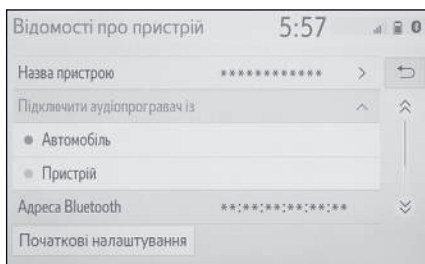 Відомості про пристрій 5:57
Назва пристрою ************
Підключити аудіопрогравач із
Автомобіль
Пристрій
Адреса Bluetooth **:**:**:**:**:**
Початкові налаштування